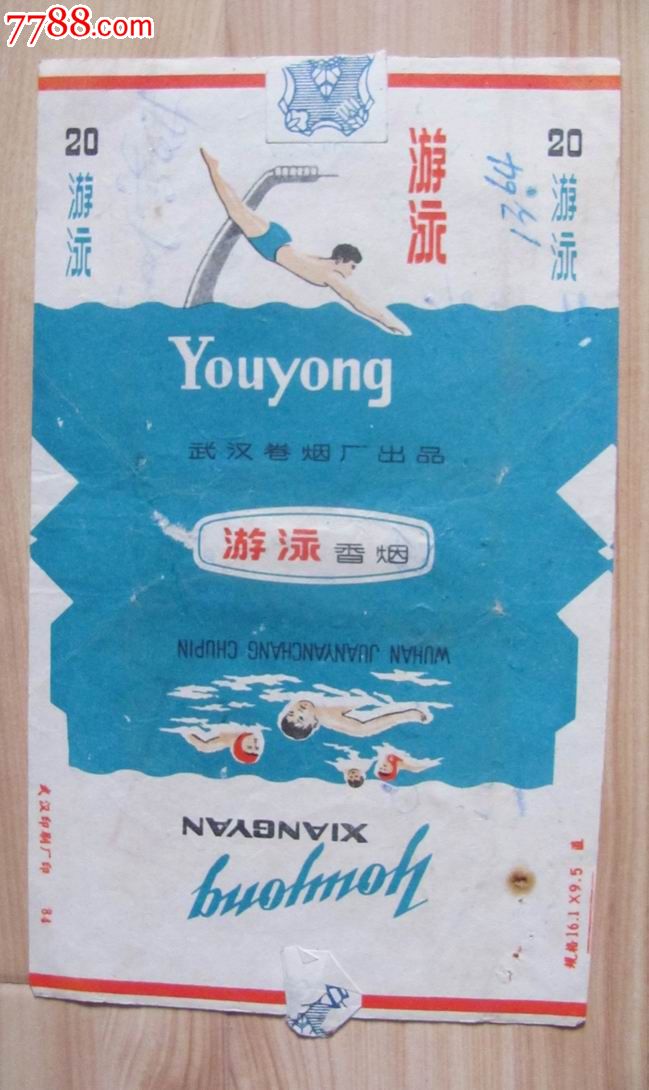 7788.com
20
游泳
游泳
20
游泳
Youyong
武汉卷烟厂出品
游泳 香烟
WUHAN JUANYANCHANG CHUPIN
Youyong
XIANGYAN
武汉印刷厂印 84
规格16.1×9.5 直